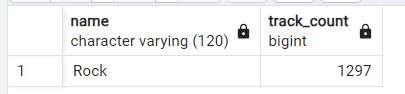 name track_count
character varying (120) bigint
1 Rock 1297